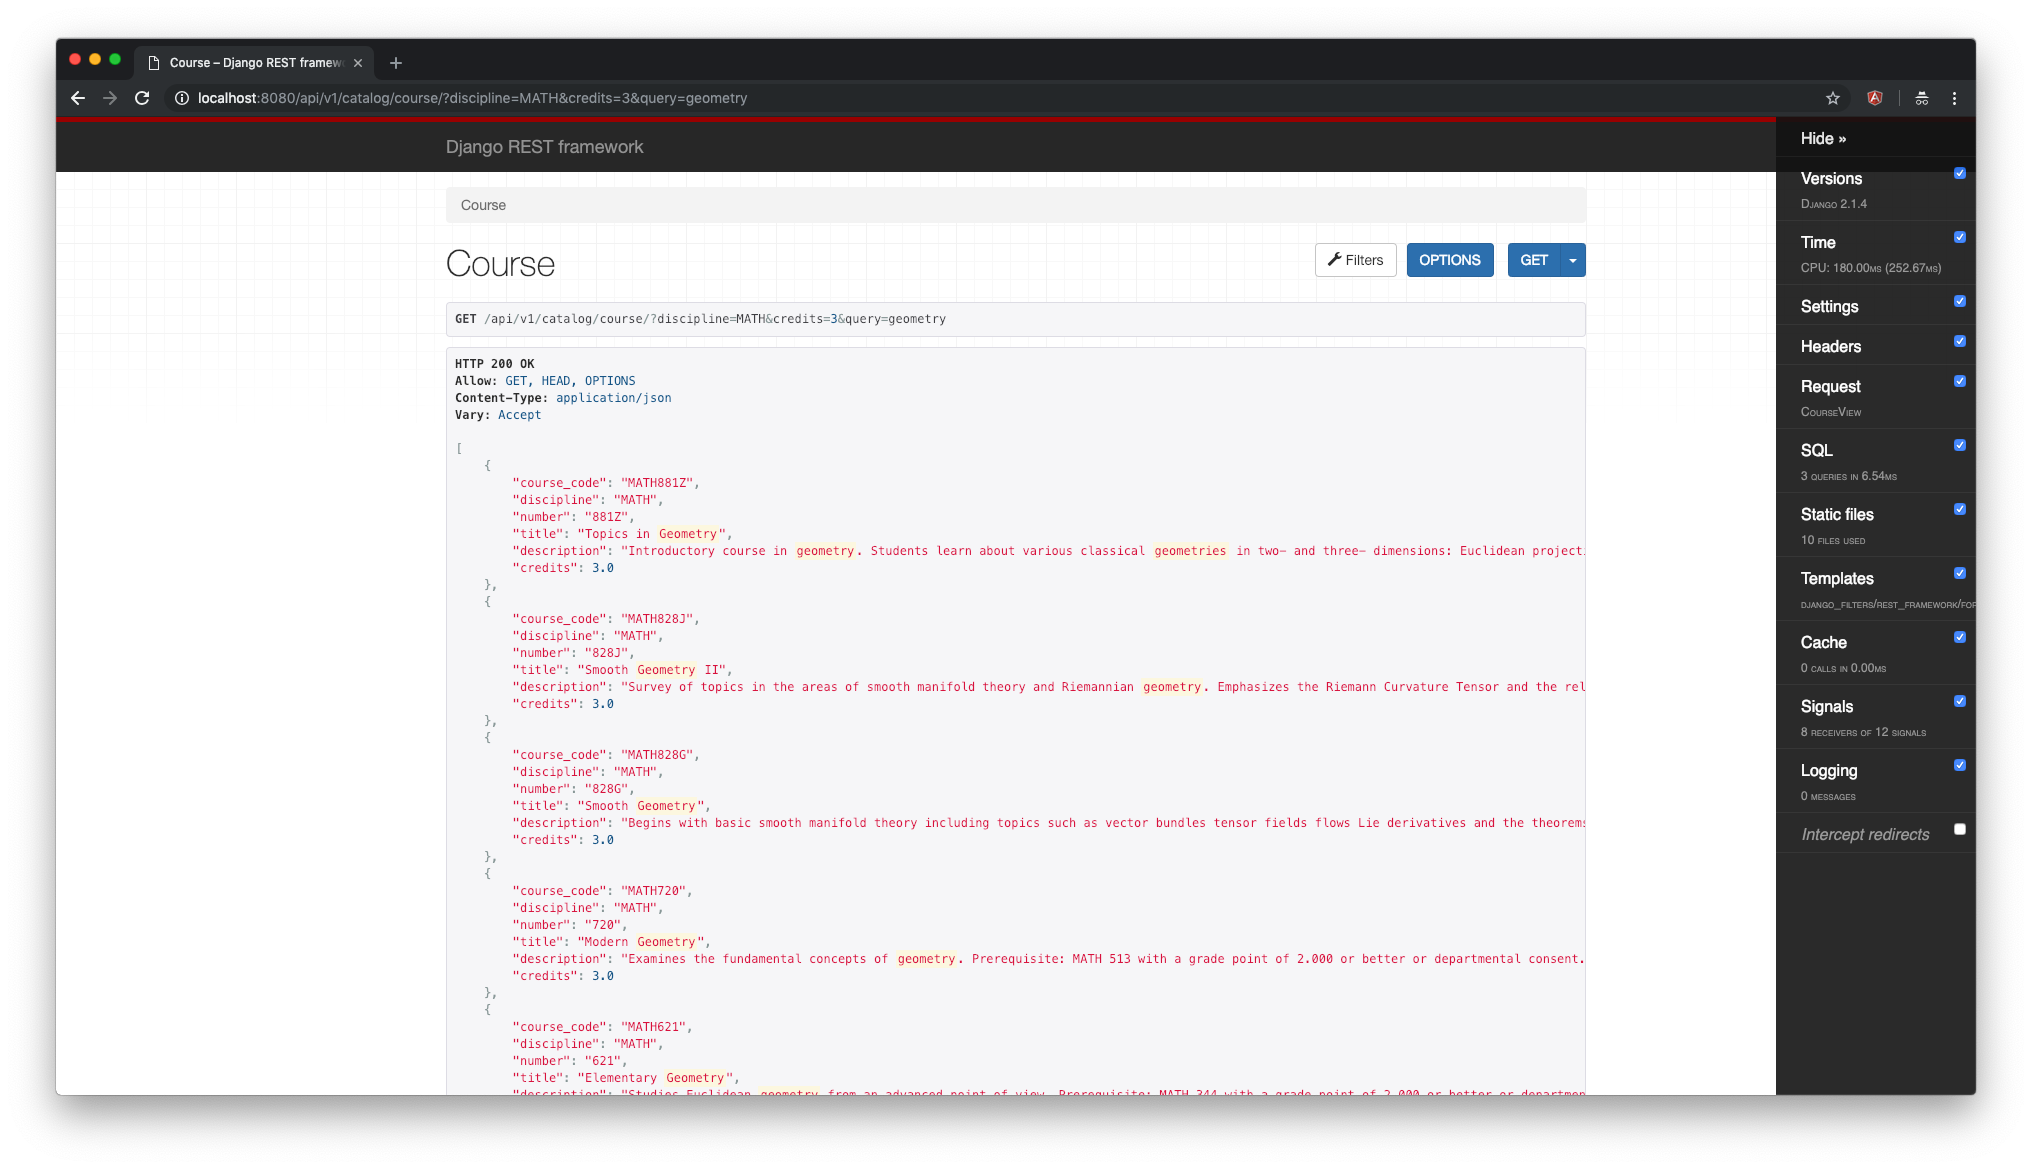 Course – Django REST framew
localhost:8080/api/v1/catalog/course/?discipline=MATH&credits=3&query=geometry
Django REST framework
Course
Course
Filters
OPTIONS
GET
GET /api/v1/catalog/course/?discipline=MATH&credits=3&query=geometry
HTTP 200 OK
Allow: GET, HEAD, OPTIONS
Content-Type: application/json
Vary: Accept
[
{
"course_code": "MATH881Z",
"discipline": "MATH",
"number": "881Z",
"title": "Topics in Geometry",
"description": "Introductory course in geometry. Students learn about various classical geometries in two- and three- dimensions: Euclidean projecti
"credits": 3.0
},
{
"course_code": "MATH828J",
"discipline": "MATH",
"number": "828J",
"title": "Smooth Geometry II",
"description": "Survey of topics in the areas of smooth manifold theory and Riemannian geometry. Emphasizes the Riemann Curvature Tensor and the rel
"credits": 3.0
},
{
"course_code": "MATH828G",
"discipline": "MATH",
"number": "828G",
"title": "Smooth Geometry",
"description": "Begins with basic smooth manifold theory including topics such as vector bundles tensor fields flows Lie derivatives and the theorems
"credits": 3.0
},
{
"course_code": "MATH720",
"discipline": "MATH",
"number": "720",
"title": "Modern Geometry",
"description": "Examines the fundamental concepts of geometry. Prerequisite: MATH 513 with a grade point of 2.000 or better or departmental consent.
"credits": 3.0
},
{
"course_code": "MATH621",
"discipline": "MATH",
"number": "621",
"title": "Elementary Geometry",
"description": "Studies Euclidean geometry from an advanced point of view. Prerequisite: MATH 344 with a grade point of 2.000 or better or departmen
Hide »
Versions
Django 2.1.4
Time
CPU: 180.00ms (252.67ms)
Settings
Headers
Request
CourseView
SQL
3 queries in 6.54ms
Static files
10 files used
Templates
django_filters/rest_framework/for
Cache
0 calls in 0.00ms
Signals
8 receivers of 12 signals
Logging
0 messages
Intercept redirects